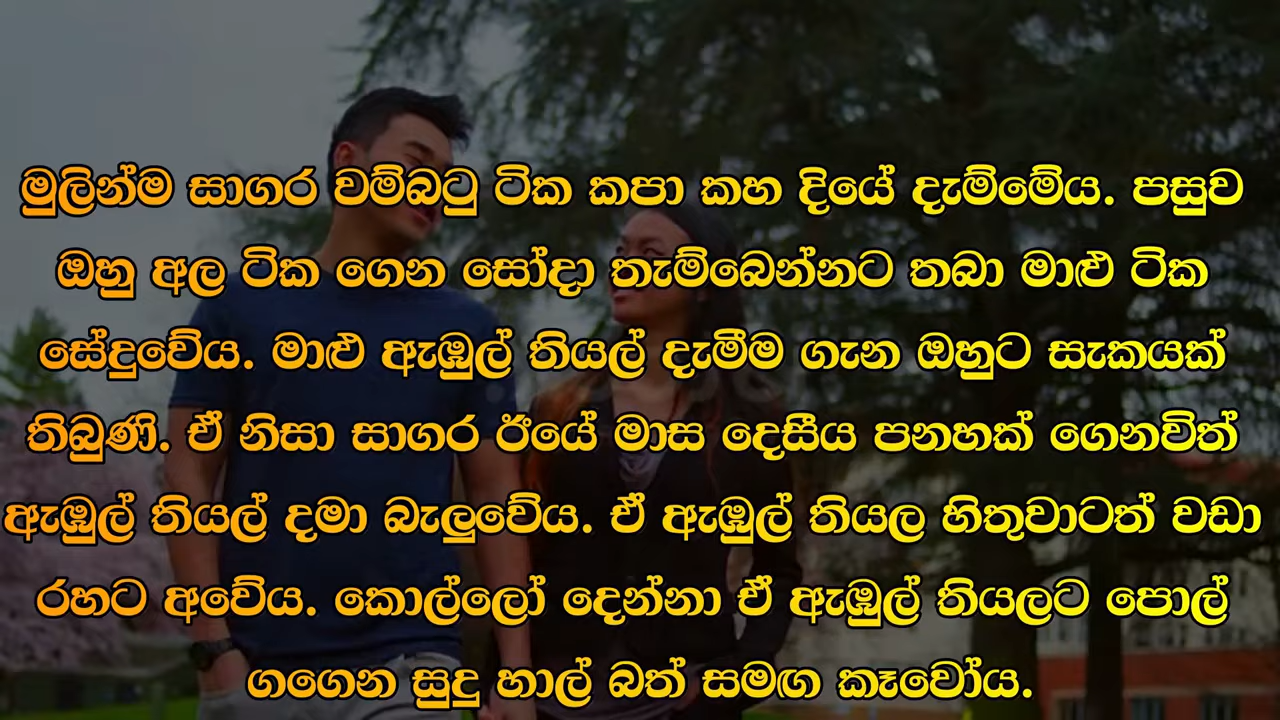 මුලින්ම සාගර වම්බටු ටික කපා කහ දියේ දැම්මේය. පසුව
ඔහු අල ටික ගෙන සෝදා තැම්බෙන්නට තබා මාළු ටික
සේදුවේය. මාළු ඇඹුල් තියල් දැමීම ගැන ඔහුට සැකයක්
තිබුණි. ඒ නිසා සාගර ඊයේ මාස දෙසීය පනහක් ගෙනවිත්
ඇඹුල් තියල් දමා බැලුවේය. ඒ ඇඹුල් තියල හිතුවාටත් වඩා
රහට අවේය. කොල්ලෝ දෙන්නා ඒ ඇඹුල් තියලට පොල්
ගගෙන සුදු හාල් බත් සමඟ කෑවෝය.